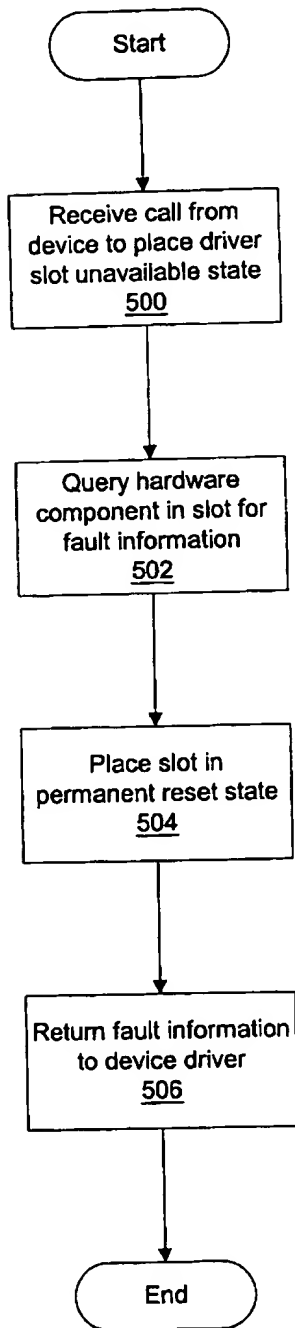 Start
Receive call from
device to place driver
slot unavailable state
500
Query hardware
component in slot for
fault information
502
Place slot in
permanent reset state
504
Return fault information
to device driver
506
End